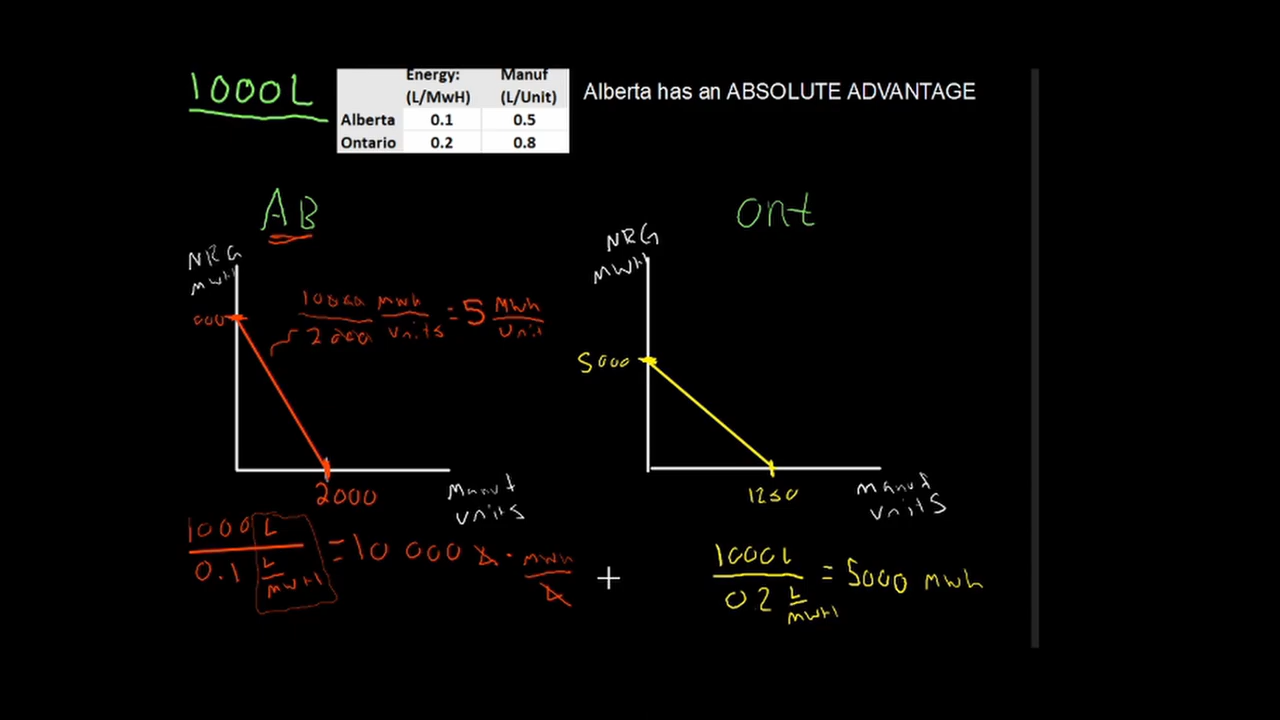 1000L
Energy: Manuf
(L/MwH) (L/Unit)
Alberta 0.1 0.5
Ontario 0.2 0.8
Alberta has an ABSOLUTE ADVANTAGE
AB
NRG
MWH
000
10000 Mwh
2000 Units
= 5 Mwh
Unit
2000
Manuf
Units
1000 L
0.1 L
MWH
= 10 000 L · MWh
L
Ont
NRG
MWH
5000
1250
Manuf
Units
1000L
02 L
MWH
= 5000 MWh